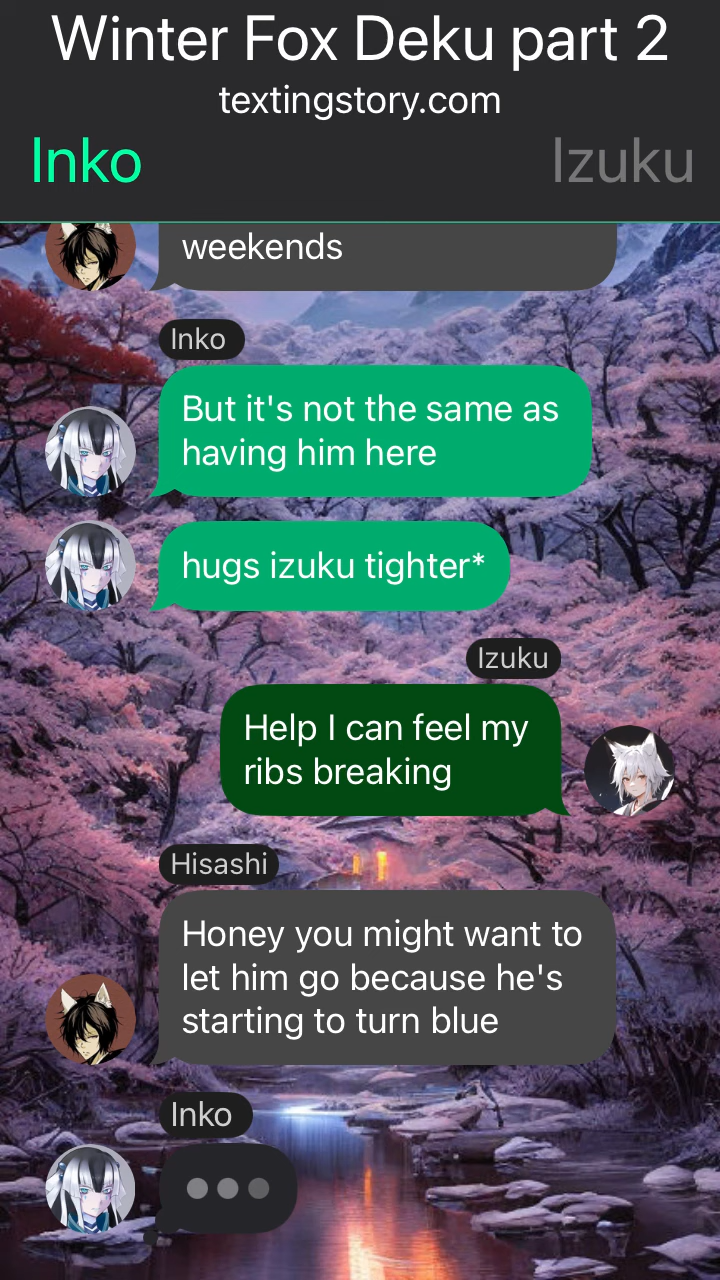 Winter Fox Deku part 2
textingstory.com
Inko
Izuku
weekends
Inko
But it's not the same as
having him here
hugs izuku tighter*
Izuku
Help I can feel my
ribs breaking
Hisashi
Honey you might want to
let him go because he's
starting to turn blue
Inko